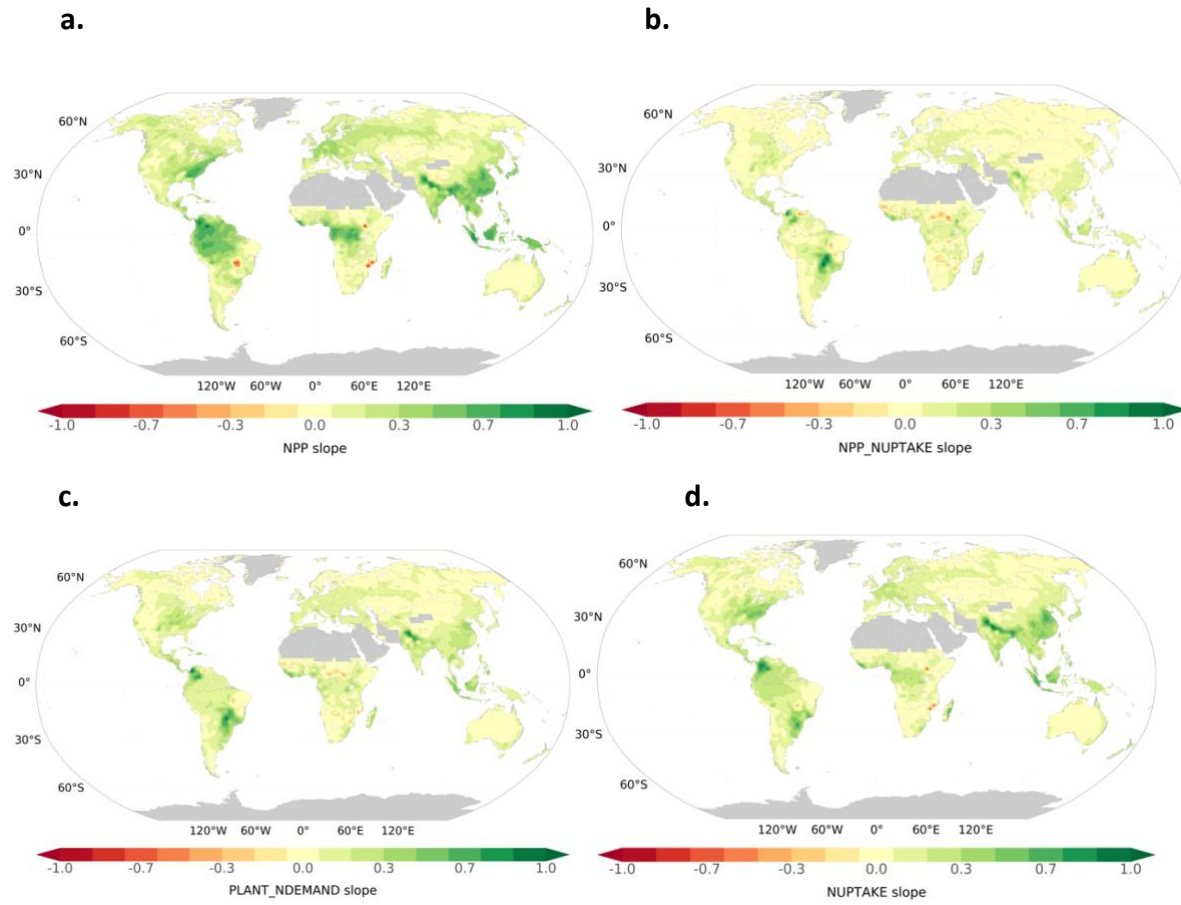 a.
b.
60°N
30°N
0°
30°S
60°S
120°W 60°W 0° 60°E 120°E
-1.0 -0.7 -0.3 0.0 0.3 0.7 1.0
NPP slope
60°N
30°N
0°
30°S
60°S
120°W 60°W 0° 60°E 120°E
-1.0 -0.7 -0.3 0.0 0.3 0.7 1.0
NPP_NUPTAKE slope
c.
d.
60°N
30°N
0°
30°S
60°S
120°W 60°W 0° 60°E 120°E
-1.0 -0.7 -0.3 0.0 0.3 0.7 1.0
PLANT_NDEMAND slope
60°N
30°N
0°
30°S
60°S
120°W 60°W 0° 60°E 120°E
-1.0 -0.7 -0.3 0.0 0.3 0.7 1.0
NUPTAKE slope